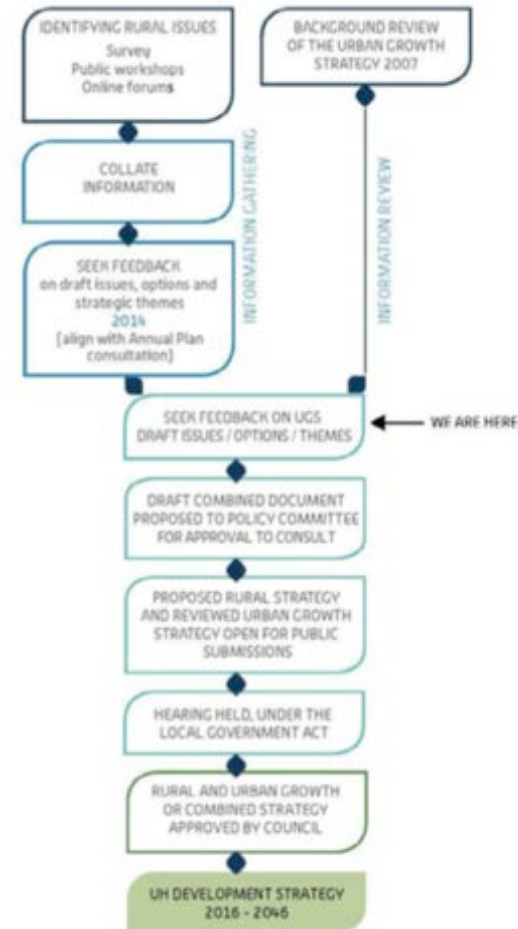 IDENTIFYING RURAL ISSUES
Survey
Public workshops
Online forums
BACKGROUND REVIEW
OF THE URBAN GROWTH
STRATEGY 2007
COLLATE
INFORMATION
INFORMATION GATHERING
INFORMATION REVIEW
SEEK FEEDBACK
on draft issues, options and
strategic themes
2014
(align with Annual Plan
consultation)
SEEK FEEDBACK ON UGS
DRAFT ISSUES / OPTIONS / THEMES
WE ARE HERE
DRAFT COMBINED DOCUMENT
PROPOSED TO POLICY COMMITTEE
FOR APPROVAL TO CONSULT
PROPOSED RURAL STRATEGY
AND REVIEWED URBAN GROWTH
STRATEGY OPEN FOR PUBLIC
SUBMISSIONS
HEARING HELD, UNDER THE
LOCAL GOVERNMENT ACT
RURAL AND URBAN GROWTH
OR COMBINED STRATEGY
APPROVED BY COUNCIL
UH DEVELOPMENT STRATEGY
2016 - 2046